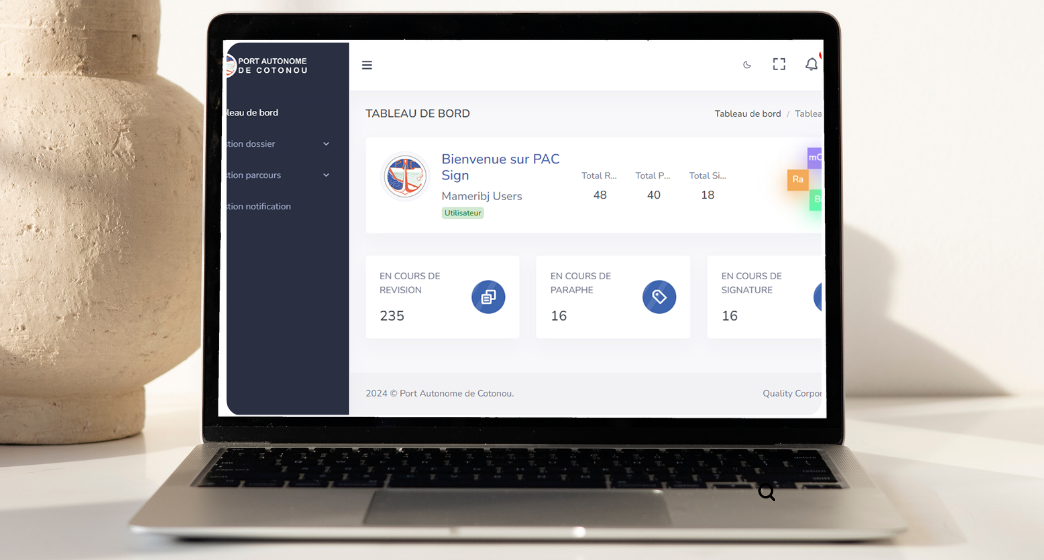 PORT AUTONOME
DE COTONOU
leau de bord
tion dossier
tion parcours
tion notification
TABLEAU DE BORD
Tableau de bord / Tablea
Bienvenue sur PAC
Sign
Mameribj Users
Utilisateur
Total R...
48
Total P...
40
Total Si...
18
mC
Ra
B
EN COURS DE
REVISION
235
EN COURS DE
PARAPHE
16
EN COURS DE
SIGNATURE
16
2024 © Port Autonome de Cotonou.
Quality Corpor